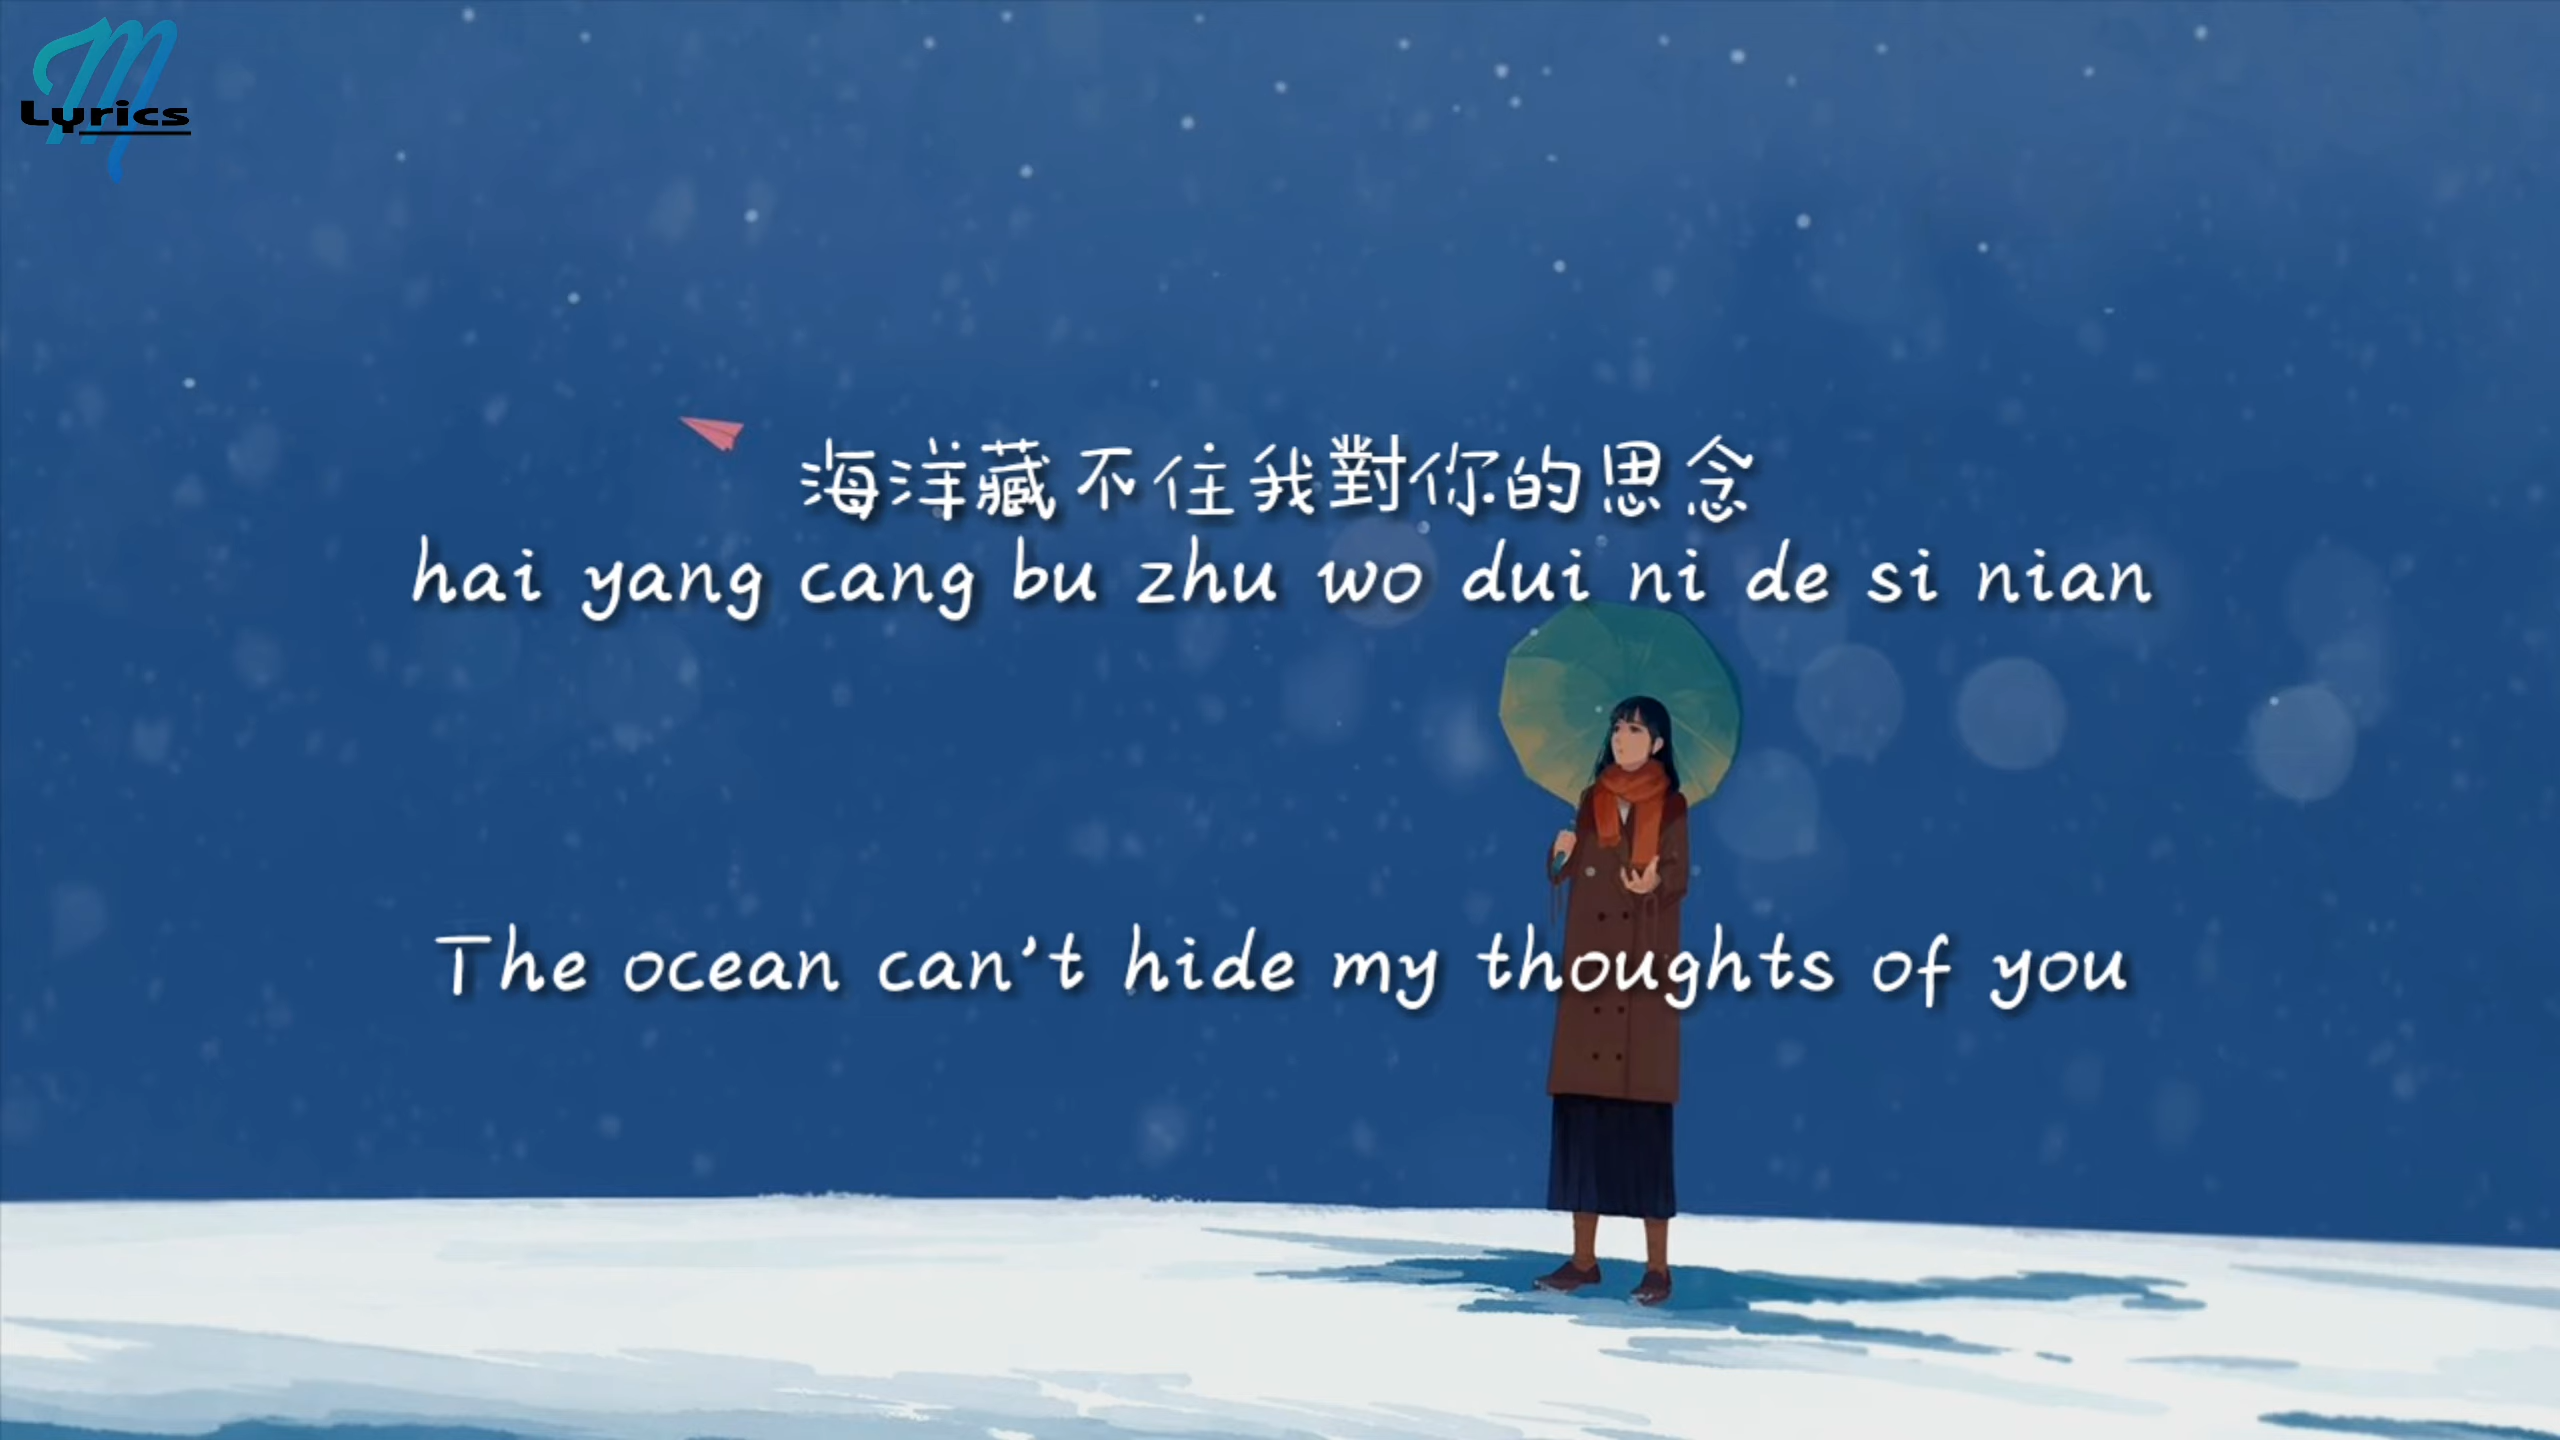 M
Lyrics
海洋藏不住我對你的思念
hai yang cang bu zhu wo dui ni de si nian
The ocean can't hide my thoughts of you